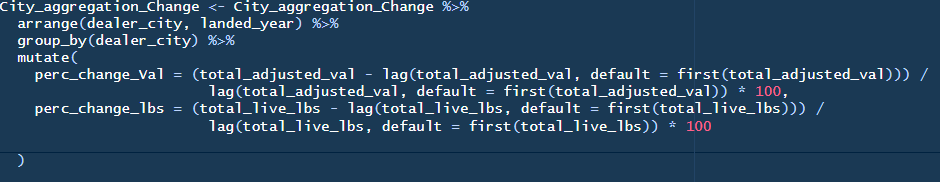 City_aggregation_Change <- City_aggregation_Change %>%
  arrange(dealer_city, landed_year) %>%
  group_by(dealer_city) %>%
  mutate(
    perc_change_Val = (total_adjusted_val - lag(total_adjusted_val, default = first(total_adjusted_val))) /
                       lag(total_adjusted_val, default = first(total_adjusted_val)) * 100,
    perc_change_lbs = (total_live_lbs - lag(total_live_lbs, default = first(total_live_lbs))) /
                       lag(total_live_lbs, default = first(total_live_lbs)) * 100
  )